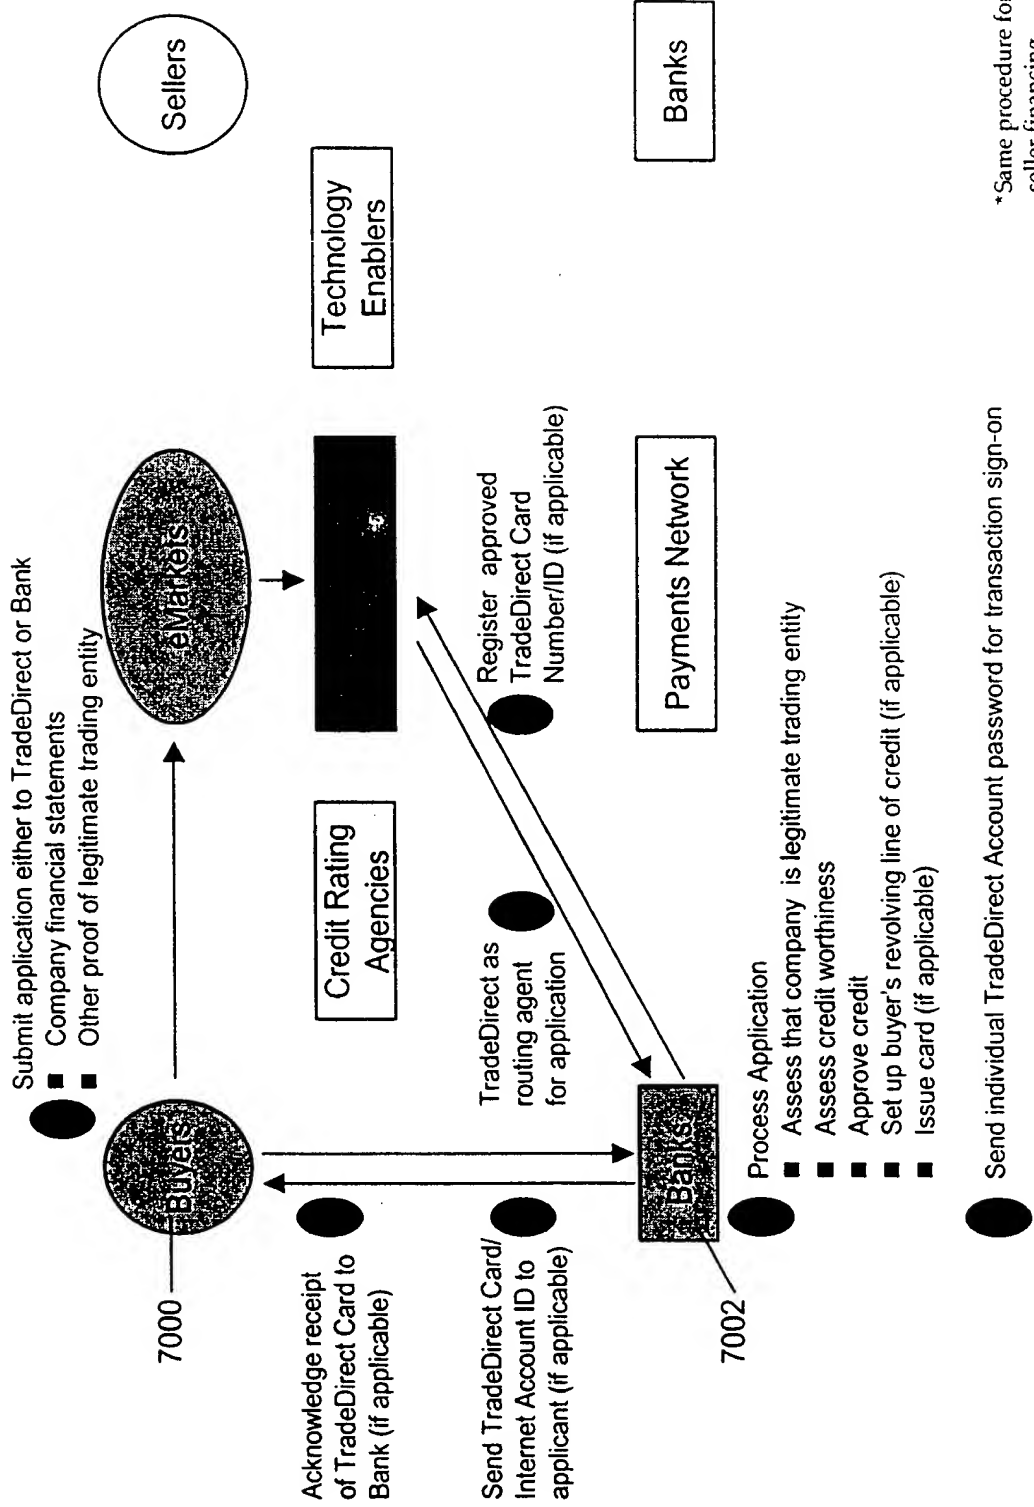 Submit application either to TradeDirect or Bank
■ Company financial statements
■ Other proof of legitimate trading entity
7000
Buyers
eMarkets
Sellers
Acknowledge receipt
of TradeDirect Card to
Bank (if applicable)
Credit Rating
Agencies
Technology
Enablers
Send TradeDirect Card/
Internet Account ID to
applicant (if applicable)
TradeDirect as
routing agent
for application
Register approved
TradeDirect Card
Number/ID (if applicable)
7002
Banks
Payments Network
Banks
Process Application
■ Assess that company is legitimate trading entity
■ Assess credit worthiness
■ Approve credit
■ Set up buyer's revolving line of credit (if applicable)
■ Issue card (if applicable)
Send individual TradeDirect Account password for transaction sign-on
*Same procedure for
seller financing